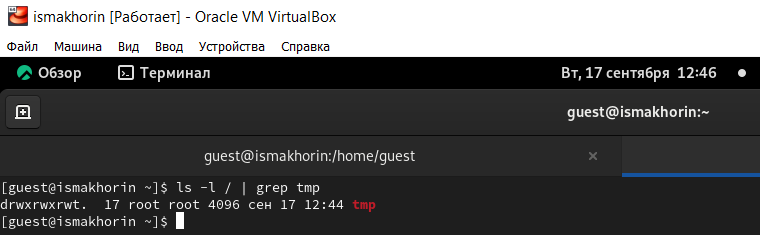 ismakhorin [Работает] - Oracle VM VirtualBox
Файл Машина Вид Ввод Устройства Справка
Обзор Терминал Вт, 17 сентября 12:46
guest@ismakhorin:~
guest@ismakhorin:/home/guest ×
[guest@ismakhorin ~]$ ls -l / | grep tmp
drwxrwxrwt.  17 root root 4096 сен 17 12:44 tmp
[guest@ismakhorin ~]$